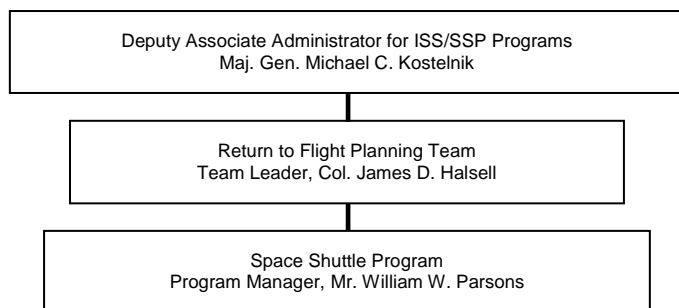 Deputy Associate Administrator for ISS/SSP Programs
Maj. Gen. Michael C. Kostelnik
Return to Flight Planning Team
Team Leader, Col. James D. Halsell
Space Shuttle Program
Program Manager, Mr. William W. Parsons